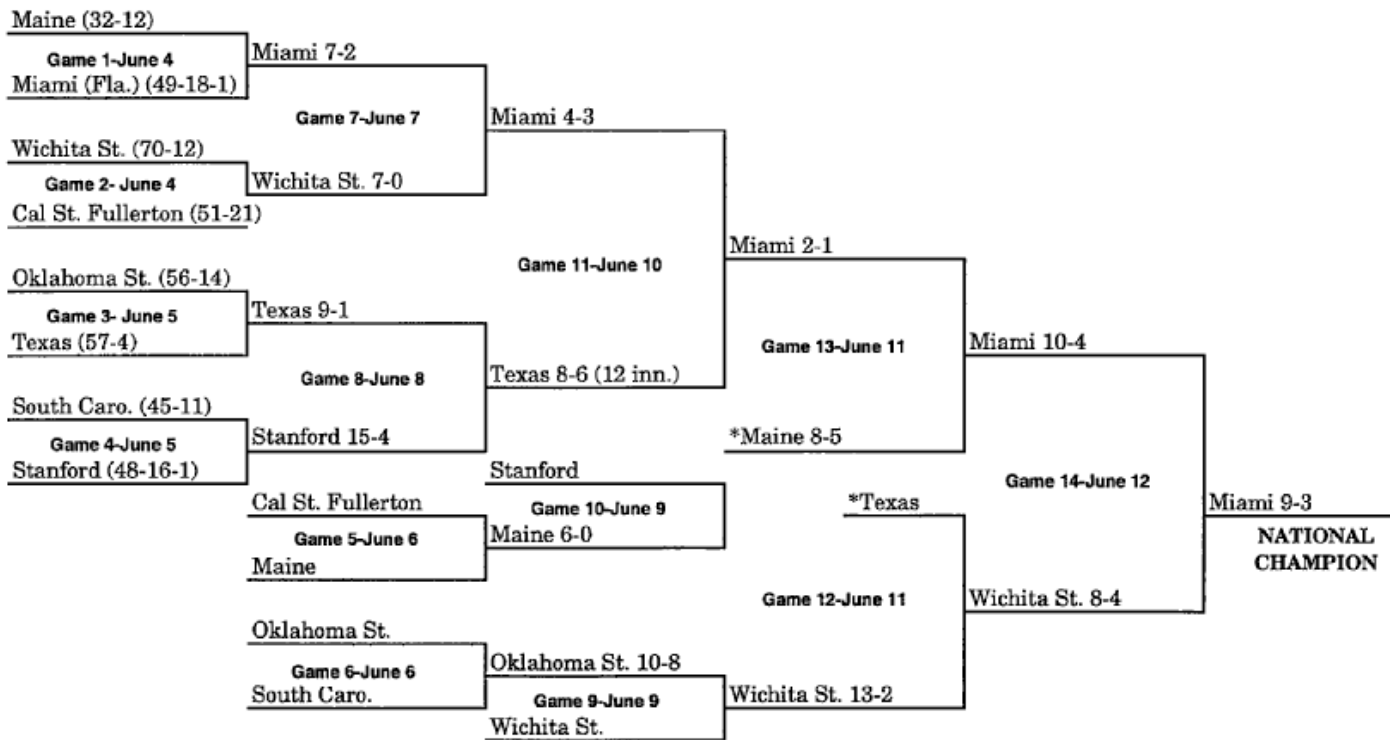 Maine (32-12)
Game 1-June 4
Miami (Fla.) (49-18-1)
Miami 7-2
Game 7-June 7
Miami 4-3
Wichita St. (70-12)
Game 2- June 4
Wichita St. 7-0
Cal St. Fullerton (51-21)
Game 11-June 10
Miami 2-1
Oklahoma St. (56-14)
Game 3- June 5
Texas 9-1
Texas (57-4)
Game 8-June 8
Texas 8-6 (12 inn.)
Game 13-June 11
Miami 10-4
South Caro. (45-11)
Game 4-June 5
Stanford 15-4
Stanford (48-16-1)
*Maine 8-5
Stanford
Game 10-June 9
Cal St. Fullerton
Game 5-June 6
Maine 6-0
Maine
Game 14-June 12
*Texas
Miami 9-3
NATIONAL
CHAMPION
Game 12-June 11
Wichita St. 8-4
Oklahoma St.
Game 6-June 6
Oklahoma St. 10-8
South Caro.
Game 9-June 9
Wichita St. 13-2
Wichita St.